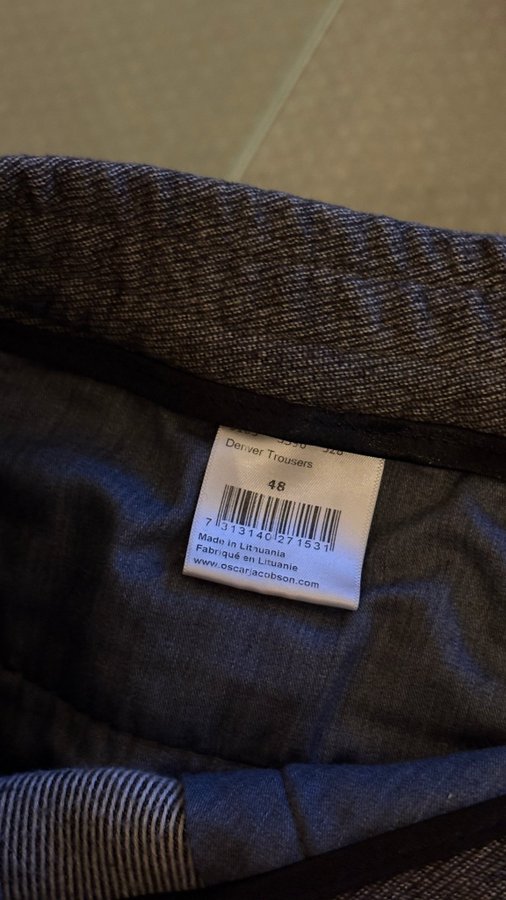 Denver Trousers
48
7 313140 271531
Made in Lithuania
Fabriqué en Lituanie
www.oscarjacobson.com